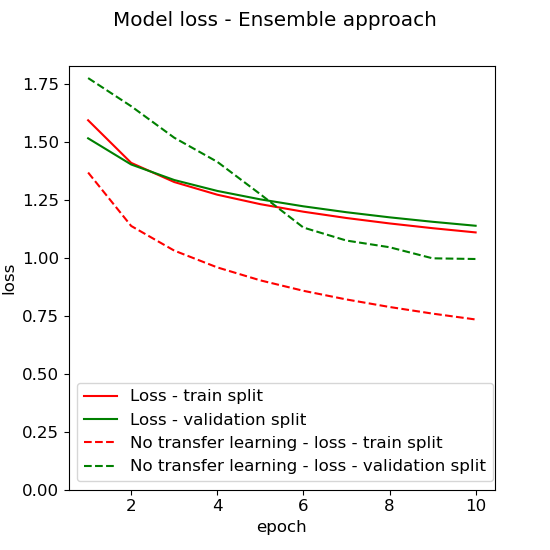 Model loss - Ensemble approach
1.75
1.50
1.25
1.00
0.75
0.50
0.25
0.00
loss
Loss - train split
Loss - validation split
No transfer learning - loss - train split
No transfer learning - loss - validation split
2 4 6 8 10
epoch